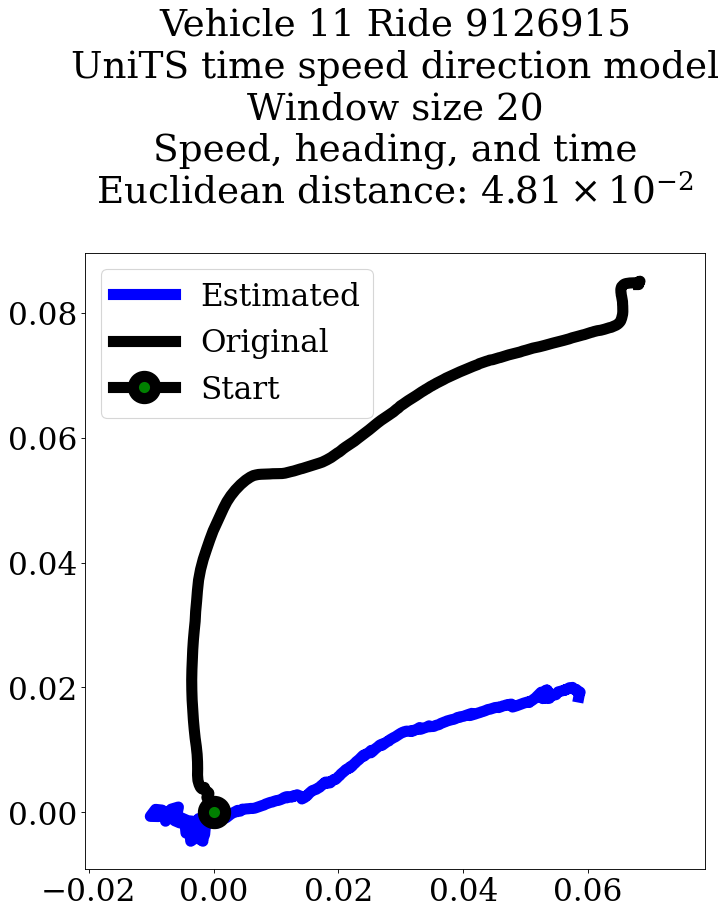 Vehicle 11 Ride 9126915
UniTS time speed direction model
Window size 20
Speed, heading, and time
Euclidean distance: 4.81 × 10⁻²
Estimated
Original
Start
0.08
0.06
0.04
0.02
0.00
−0.02 0.00 0.02 0.04 0.06